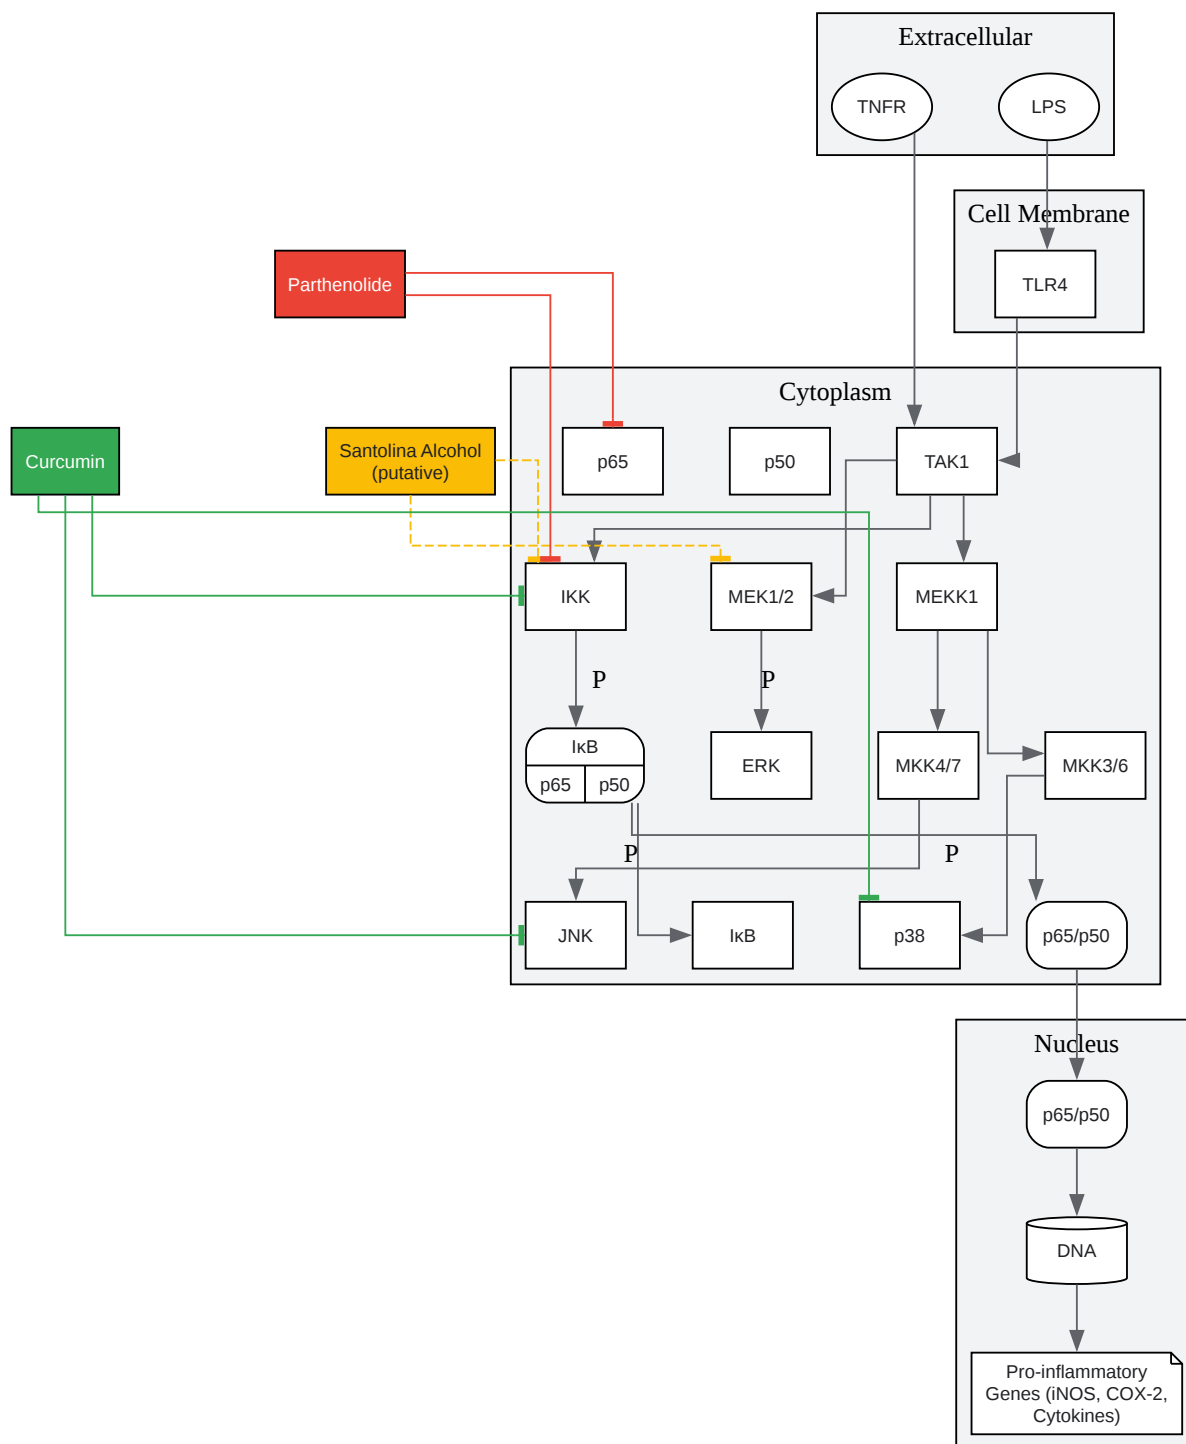 Extracellular
TNFR
LPS
Cell Membrane
TLR4
Parthenolide
Cytoplasm
Curcumin
Santolina Alcohol
(putative)
p65
p50
TAK1
IKK
MEK1/2
MEKK1
P
P
IκB
p65
p50
ERK
MKK4/7
MKK3/6
P
P
JNK
IκB
p38
p65/p50
Nucleus
p65/p50
DNA
Pro-inflammatory
Genes (iNOS, COX-2,
Cytokines)